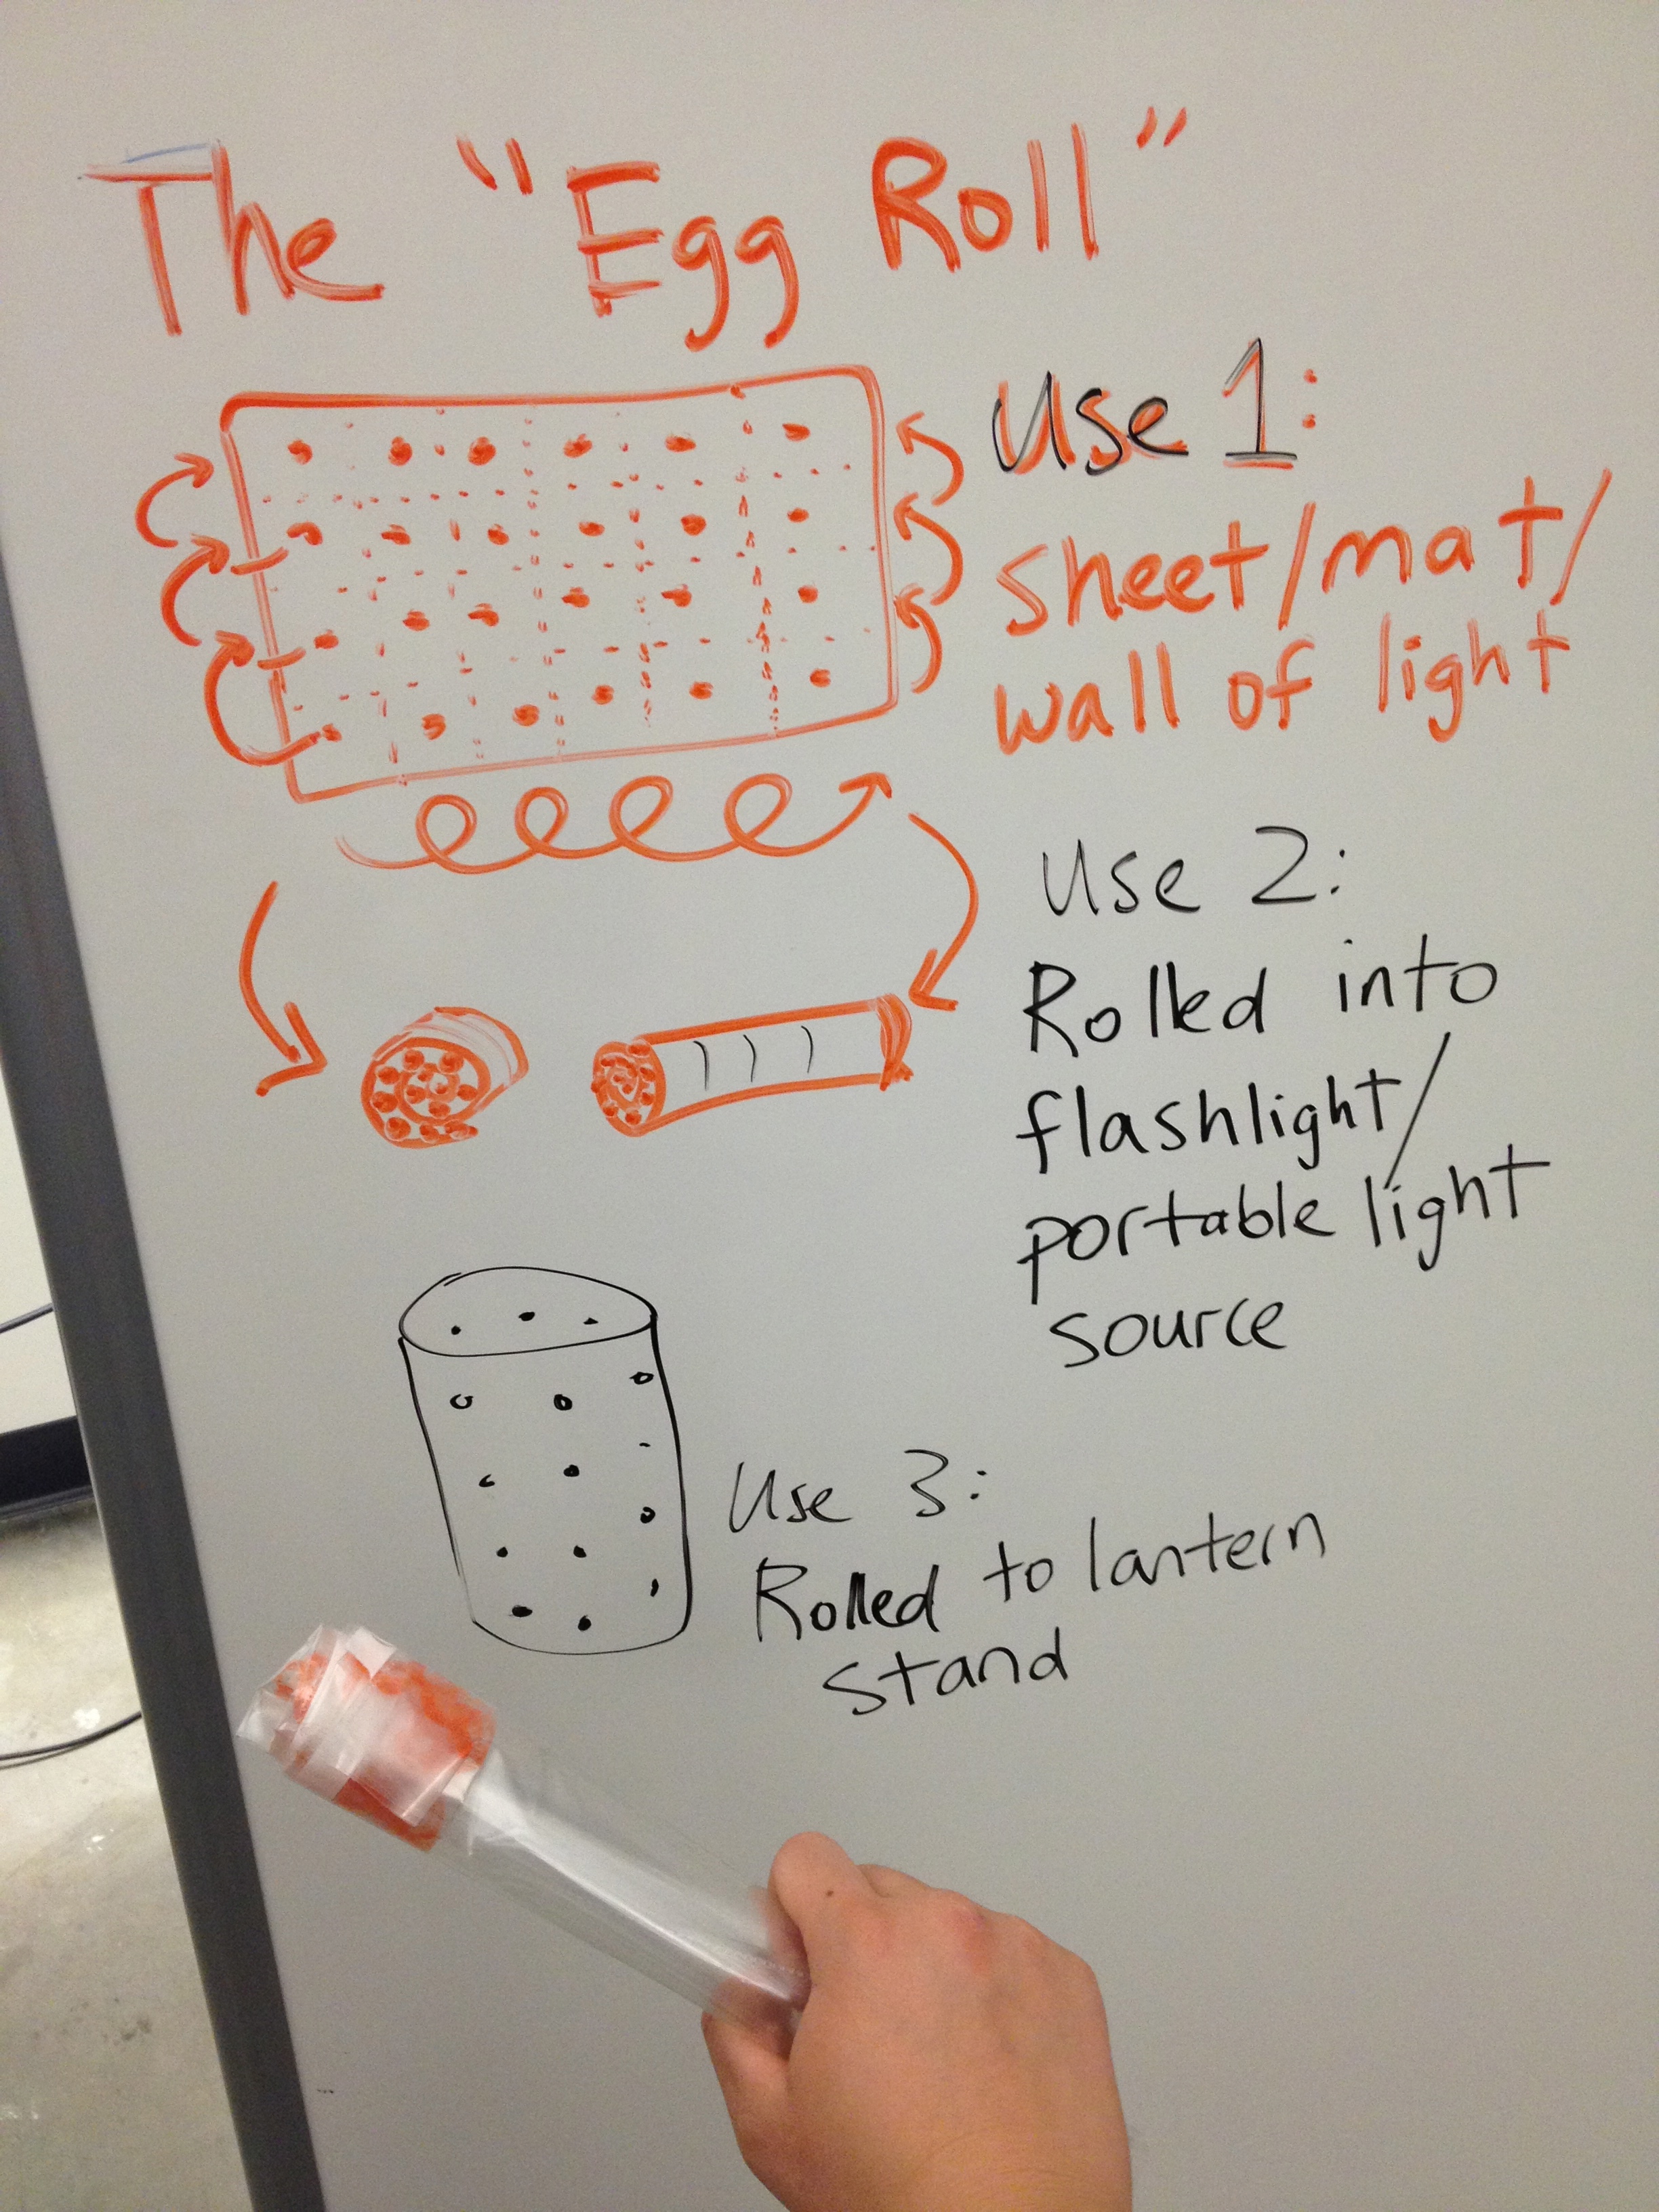 The "Egg Roll"
Use 1:
sheet/mat/
wall of light
Use 2:
Rolled into
flashlight/
portable light
source
Use 3:
Rolled to lantern
stand